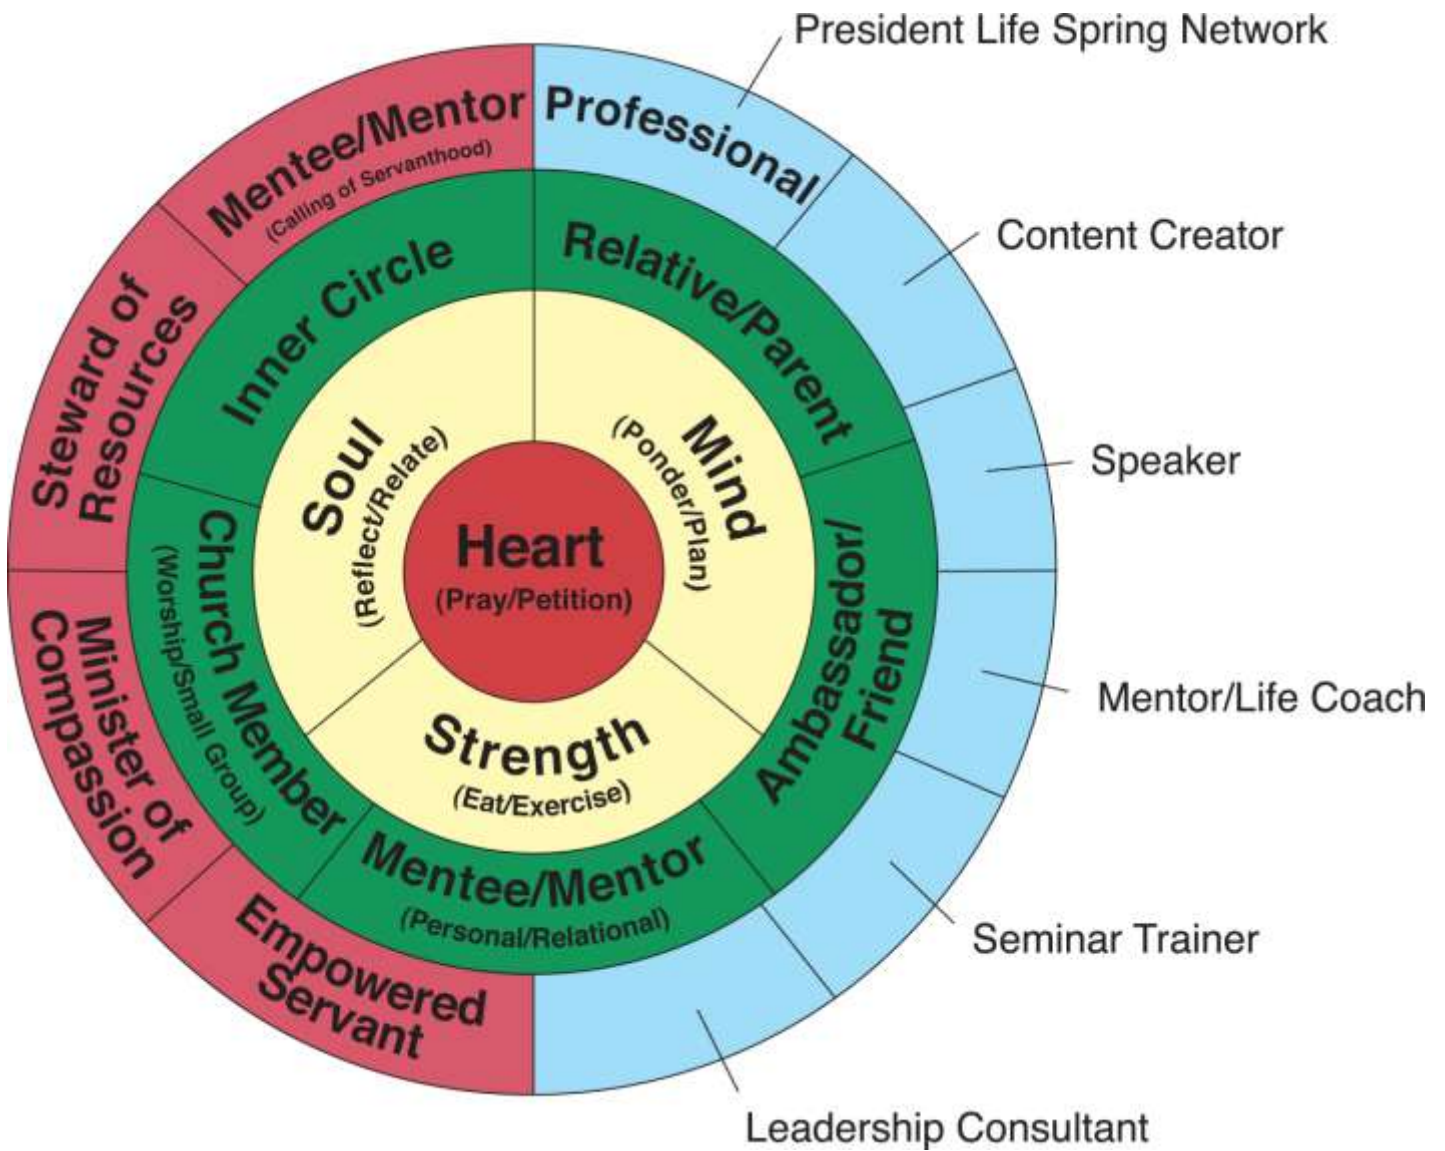 President Life Spring Network
Professional
Mentee/Mentor
(Calling of Servanthood)
Content Creator
Relative/Parent
Inner Circle
Steward of
Resources
Speaker
Soul
(Reflect/Relate)
Mind
(Ponder/Plan)
Heart
(Pray/Petition)
Ambassador/
Friend
Church Member
(Worship/Small Group)
Minister of
Compassion
Mentor/Life Coach
Strength
(Eat/Exercise)
Mentee/Mentor
(Personal/Relational)
Seminar Trainer
Empowered
Servant
Leadership Consultant